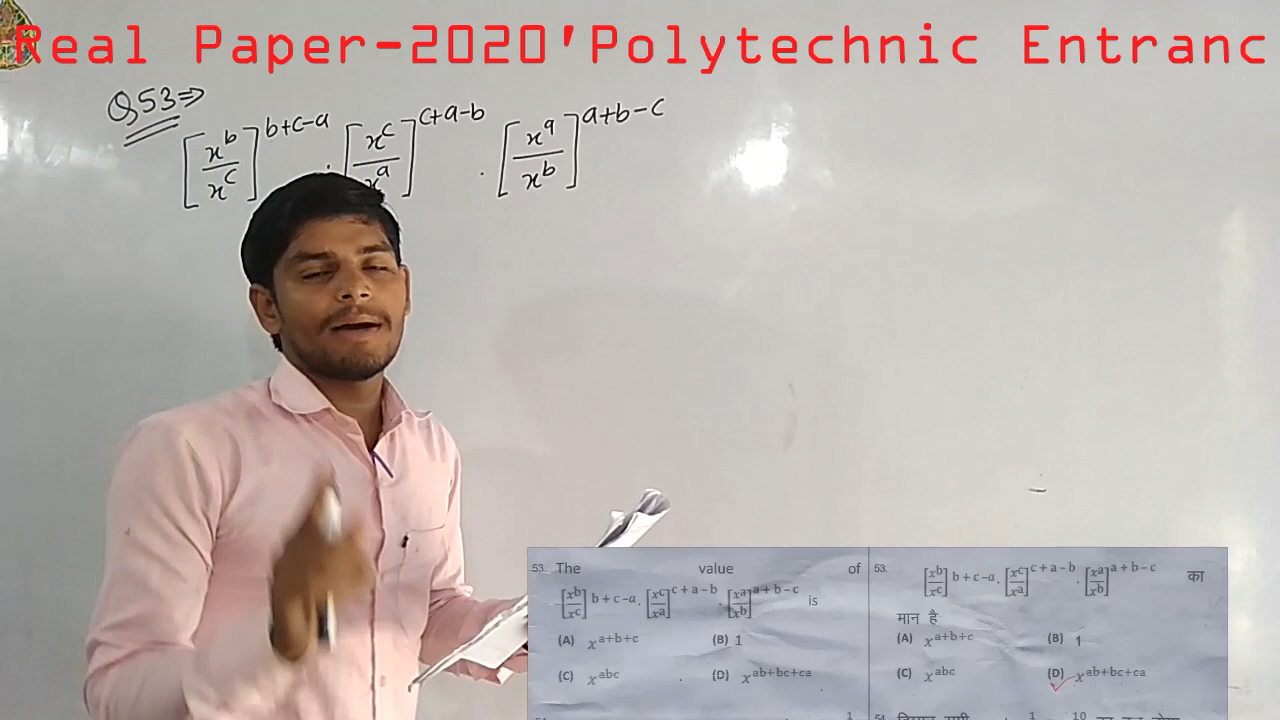 Real Paper-2020'Polytechnic Entranc
Q53⇒
[x^b/x^c]^{b+c-a} · [x^c/x^a]^{c+a-b} · [x^a/x^b]^{a+b-c}
53. The value of
[x^b/x^c]^{b+c-a} . [x^c/x^a]^{c+a-b} . [x^a/x^b]^{a+b-c} is
(A) x^{a+b+c} (B) 1
(C) x^{abc} (D) x^{ab+bc+ca}
53. [x^b/x^c]^{b+c-a} . [x^c/x^a]^{c+a-b} . [x^a/x^b]^{a+b-c} का
मान है
(A) x^{a+b+c} (B) 1
(C) x^{abc} (D) x^{ab+bc+ca}